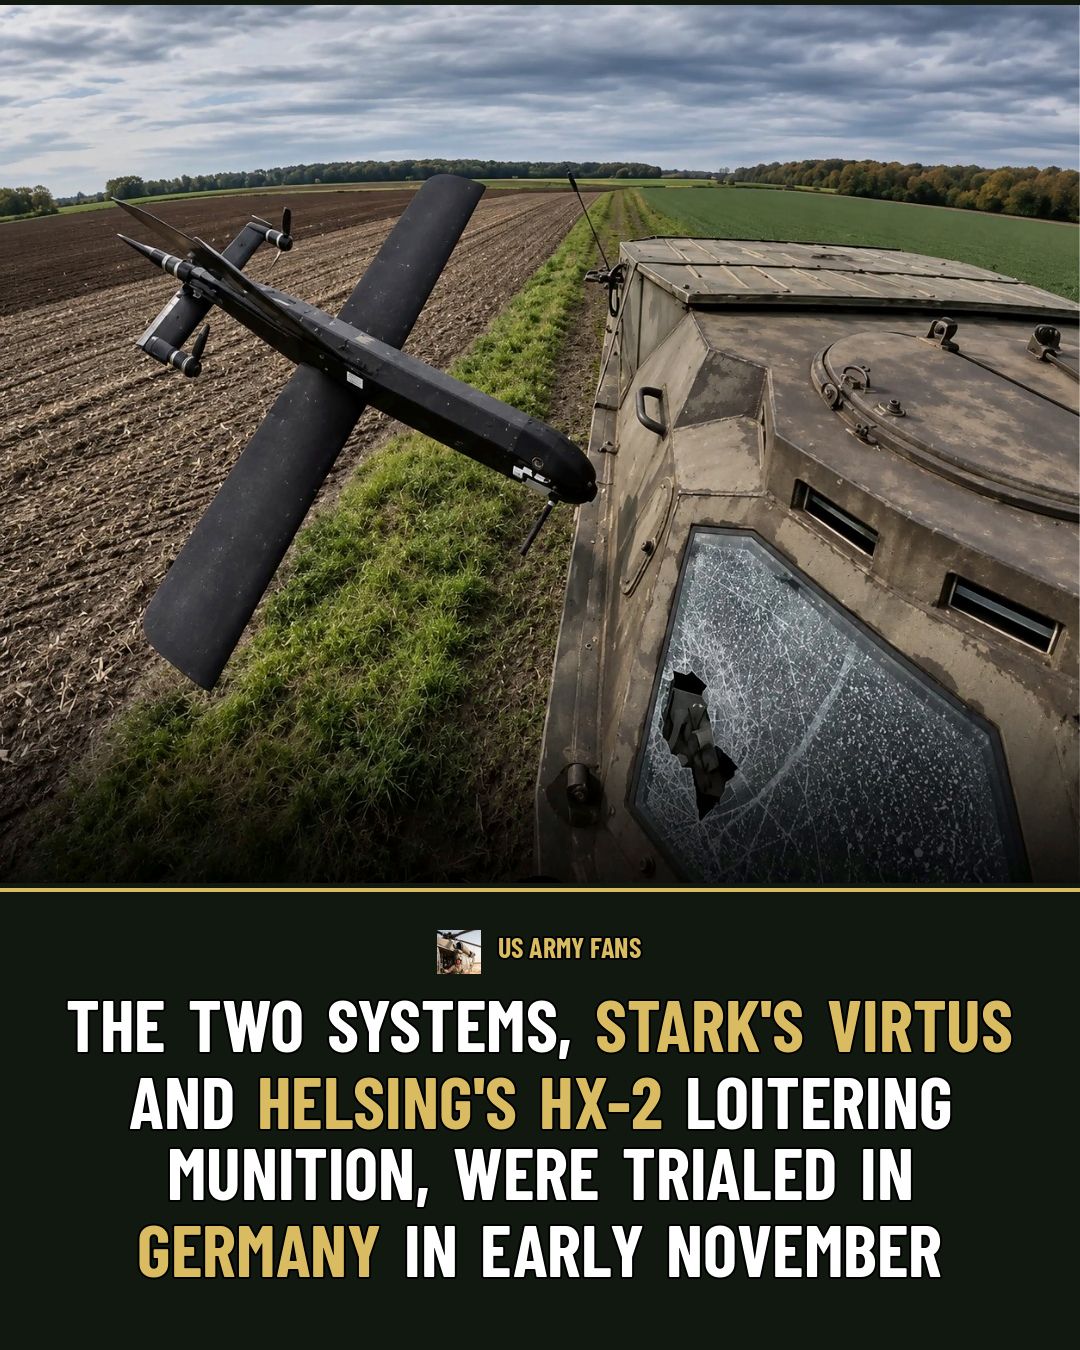 US ARMY FANS
THE TWO SYSTEMS, STARK'S VIRTUS
AND HELSING'S HX-2 LOITERING
MUNITION, WERE TRIALED IN
GERMANY IN EARLY NOVEMBER